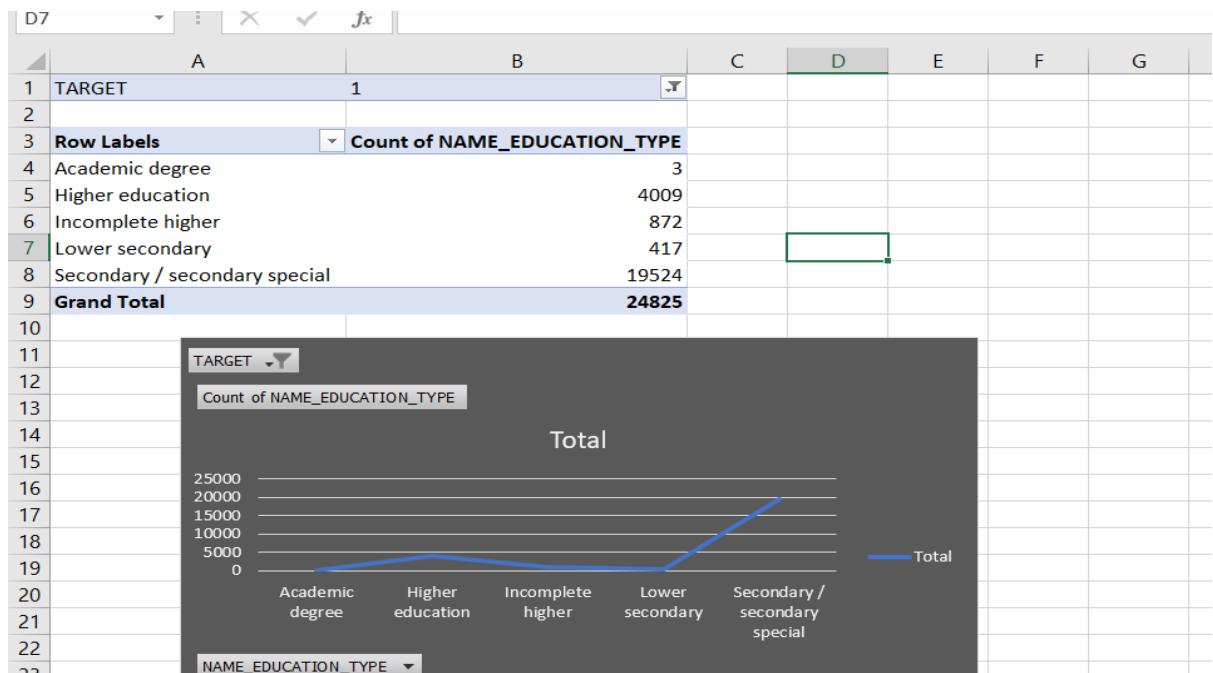 D7 fx
A B C D E F G
1 TARGET 1
2
3 Row Labels Count of NAME_EDUCATION_TYPE
4 Academic degree 3
5 Higher education 4009
6 Incomplete higher 872
7 Lower secondary 417
8 Secondary / secondary special 19524
9 Grand Total 24825
10
11 TARGET
12
13 Count of NAME_EDUCATION_TYPE
14 Total
15
16 25000
20000
17 15000
18 10000
5000
19 0
Total
20 Academic Higher Incomplete Lower Secondary /
21 degree education higher secondary secondary
special
22
23 NAME_EDUCATION_TYPE